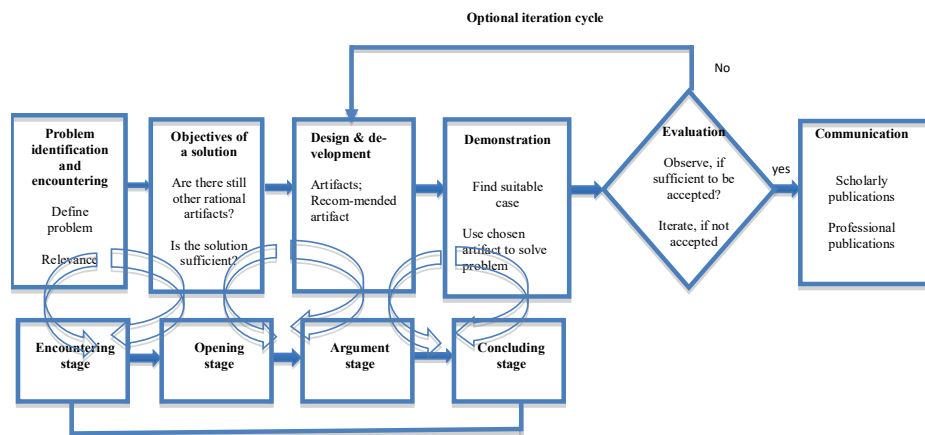 Optional iteration cycle
No
Problem
identification
and
encountering
Define
problem
Relevance
Objectives of
a solution
Are there still
other rational
artifacts?
Is the solution
sufficient?
Design & de-
velopment
Artifacts;
Recom-mended
artifact
Demonstration
Find suitable
case
Use chosen
artifact to solve
problem
Evaluation
Observe, if
sufficient to be
accepted?
Iterate, if not
accepted
yes
Communication
Scholarly
publications
Professional
publications
Encountering
stage
Opening
stage
Argument
stage
Concluding
stage